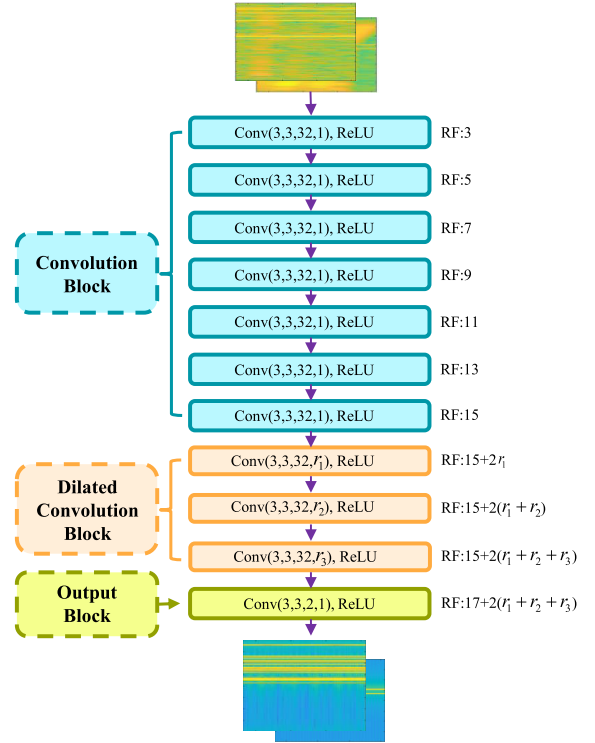 Conv(3,3,32,1), ReLU RF:3
Conv(3,3,32,1), ReLU RF:5
Conv(3,3,32,1), ReLU RF:7
Convolution
Block
Conv(3,3,32,1), ReLU RF:9
Conv(3,3,32,1), ReLU RF:11
Conv(3,3,32,1), ReLU RF:13
Conv(3,3,32,1), ReLU RF:15
Dilated
Convolution
Block
Conv(3,3,32,r₁), ReLU RF:15+2r₁
Conv(3,3,32,r₂), ReLU RF:15+2(r₁ + r₂)
Conv(3,3,32,r₃), ReLU RF:15+2(r₁ + r₂ + r₃)
Output
Block
Conv(3,3,2,1), ReLU RF:17+2(r₁ + r₂ + r₃)